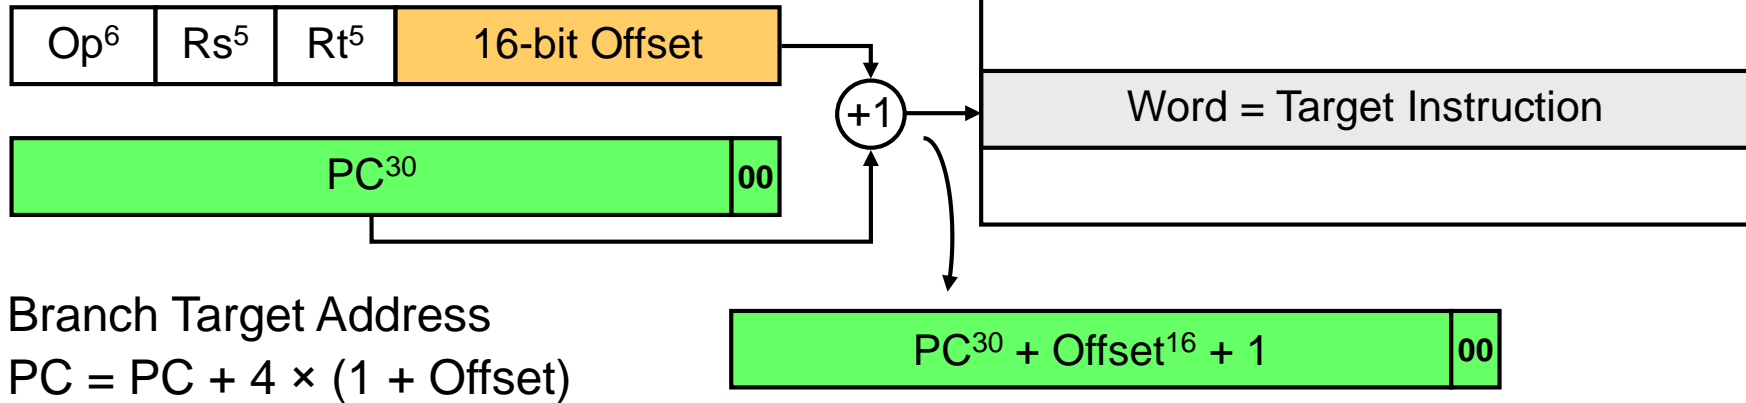 Op⁶ Rs⁵ Rt⁵ 16-bit Offset
+1
Word = Target Instruction
PC³⁰ 00
Branch Target Address
PC = PC + 4 × (1 + Offset)
PC³⁰ + Offset¹⁶ + 1 00